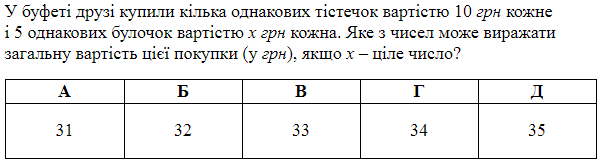 У буфеті друзі купили кілька однакових тістечок вартістю 10 грн кожне
і 5 однакових булочок вартістю x грн кожна. Яке з чисел може виражати
загальну вартість цієї покупки (у грн), якщо x – ціле число?
А Б В Г Д
31 32 33 34 35